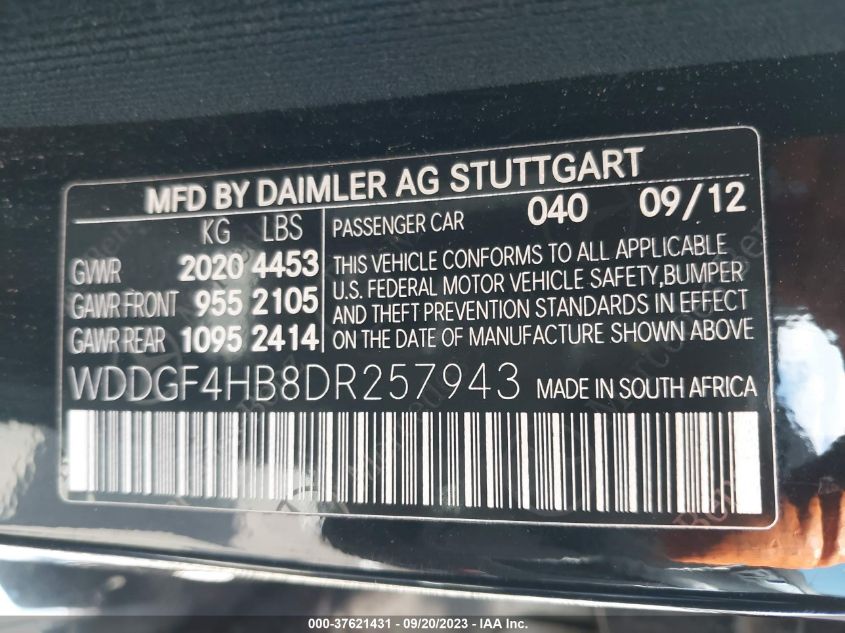 MFD BY DAIMLER AG STUTTGART
KG LBS
GVWR 2020 4453
GAWR FRONT 955 2105
GAWR REAR 1095 2414
PASSENGER CAR 040 09/12
THIS VEHICLE CONFORMS TO ALL APPLICABLE
U.S. FEDERAL MOTOR VEHICLE SAFETY,BUMPER
AND THEFT PREVENTION STANDARDS IN EFFECT
ON THE DATE OF MANUFACTURE SHOWN ABOVE
WDDGF4HB8DR257943 MADE IN SOUTH AFRICA
000-37621431 - 09/20/2023 - IAA Inc.